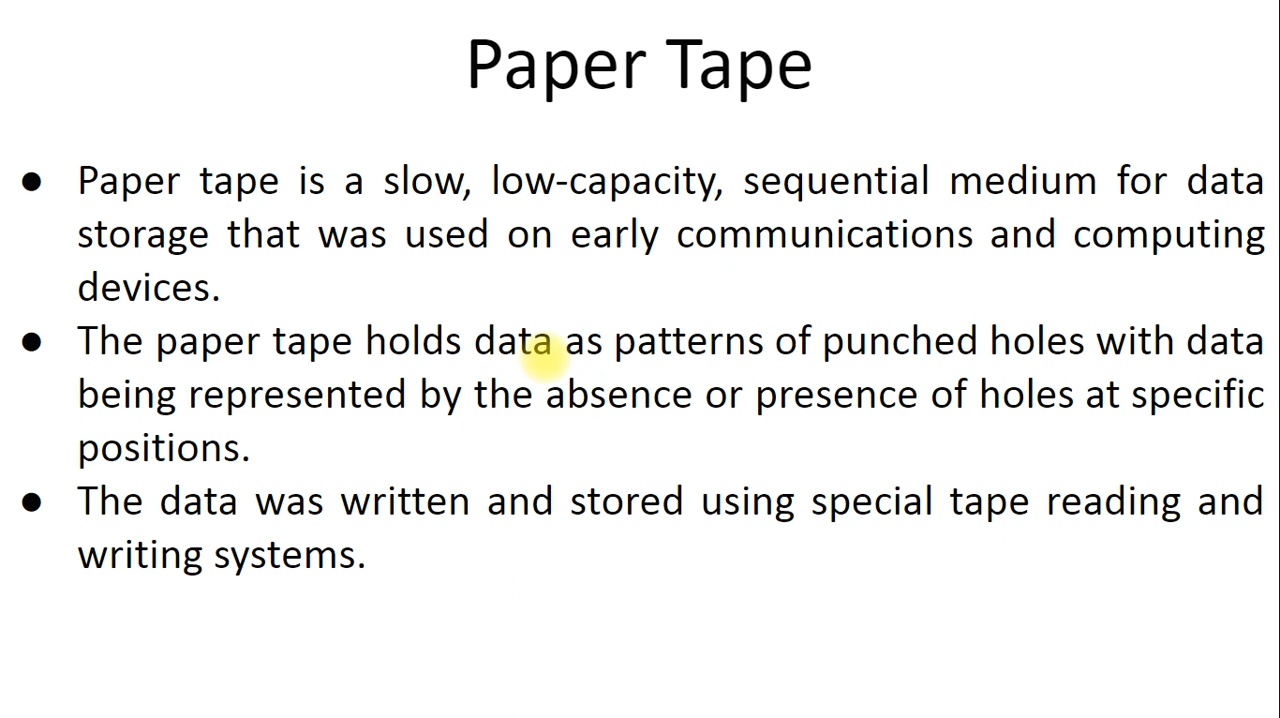 Paper Tape
● Paper tape is a slow, low-capacity, sequential medium for data
storage that was used on early communications and computing
devices.
● The paper tape holds data as patterns of punched holes with data
being represented by the absence or presence of holes at specific
positions.
● The data was written and stored using special tape reading and
writing systems.